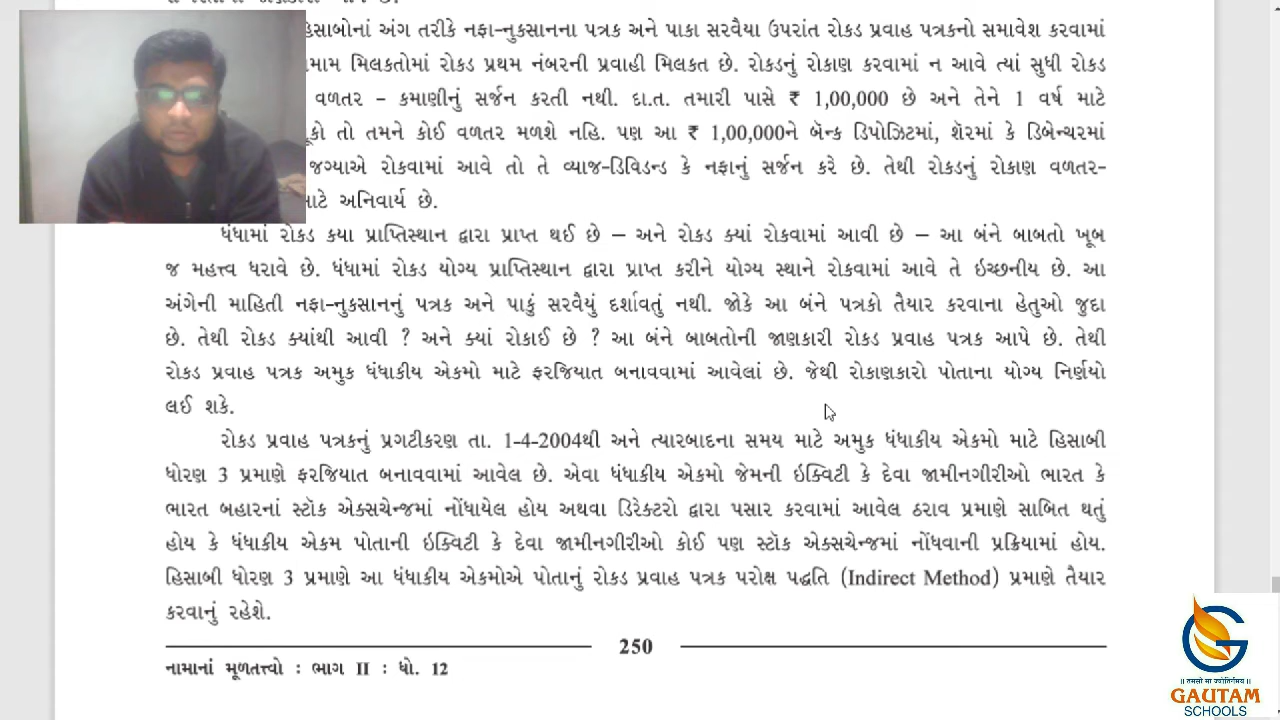 હિસાબોનાં અંગ તરીકે નફા-નુકસાનના પત્રક અને પાકા સરવૈયા ઉપરાંત રોકડ પ્રવાહ પત્રકનો સમાવેશ કરવામાં
મિલકતોમાં રોકડ પ્રથમ નંબરની પ્રવાહી મિલકત છે. રોકડનું રોકાણ કરવામાં ન આવે ત્યાં સુધી રોકડ
વળતર - કમાણીનું સર્જન કરતી નથી. દા.ત. તમારી પાસે ₹ 1,00,000 છે અને તેને 1 વર્ષ માટે
તો તમને કોઈ વળતર મળશે નહિ. પણ આ ₹ 1,00,000ને બૅન્ક ડિપોઝિટમાં, શૅરમાં કે ડિબેન્ચરમાં
જગ્યાએ રોકવામાં આવે તો તે વ્યાજ-ડિવિડન્ડ કે નફાનું સર્જન કરે છે. તેથી રોકડનું રોકાણ વળતર-
અનિવાર્ય છે.
ધંધામાં રોકડ કયા પ્રાપ્તિસ્થાન દ્વારા પ્રાપ્ત થઈ છે – અને રોકડ ક્યાં રોકવામાં આવી છે – આ બંને બાબતો ખૂબ
જ મહત્ત્વ ધરાવે છે. ધંધામાં રોકડ યોગ્ય પ્રાપ્તિસ્થાન દ્વારા પ્રાપ્ત કરીને યોગ્ય સ્થાને રોકવામાં આવે તે ઇચ્છનીય છે. આ
અંગેની માહિતી નફા-નુકસાનનું પત્રક અને પાકું સરવૈયું દર્શાવતું નથી. જોકે આ બંને પત્રકો તૈયાર કરવાના હેતુઓ જુદા
છે. તેથી રોકડ ક્યાંથી આવી ? અને ક્યાં રોકાઈ છે ? આ બંને બાબતોની જાણકારી રોકડ પ્રવાહ પત્રક આપે છે. તેથી
રોકડ પ્રવાહ પત્રક અમુક ધંધાકીય એકમો માટે ફરજિયાત બનાવવામાં આવેલાં છે. જેથી રોકાણકારો પોતાના યોગ્ય નિર્ણયો
લઈ શકે.
રોકડ પ્રવાહ પત્રકનું પ્રગટીકરણ તા. 1-4-2004થી અને ત્યારબાદના સમય માટે અમુક ધંધાકીય એકમો માટે હિસાબી
ધોરણ 3 પ્રમાણે ફરજિયાત બનાવવામાં આવેલ છે. એવા ધંધાકીય એકમો જેમની ઇક્વિટી કે દેવા જામીનગીરીઓ ભારત કે
ભારત બહારનાં સ્ટૉક એક્સચેન્જમાં નોંધાયેલ હોય અથવા ડિરેક્ટરો દ્વારા પસાર કરવામાં આવેલ ઠરાવ પ્રમાણે સાબિત થતું
હોય કે ધંધાકીય એકમ પોતાની ઇક્વિટી કે દેવા જામીનગીરીઓ કોઈ પણ સ્ટૉક એક્સચેન્જમાં નોંધવાની પ્રક્રિયામાં હોય.
હિસાબી ધોરણ 3 પ્રમાણે આ ધંધાકીય એકમોએ પોતાનું રોકડ પ્રવાહ પત્રક પરોક્ષ પદ્ધતિ (Indirect Method) પ્રમાણે તૈયાર
કરવાનું રહેશે.
250
નામાનાં મૂળતત્ત્વો : ભાગ II : ધો. 12
॥ तमसो मा ज्योतिर्गमय ॥
GAUTAM
SCHOOLS